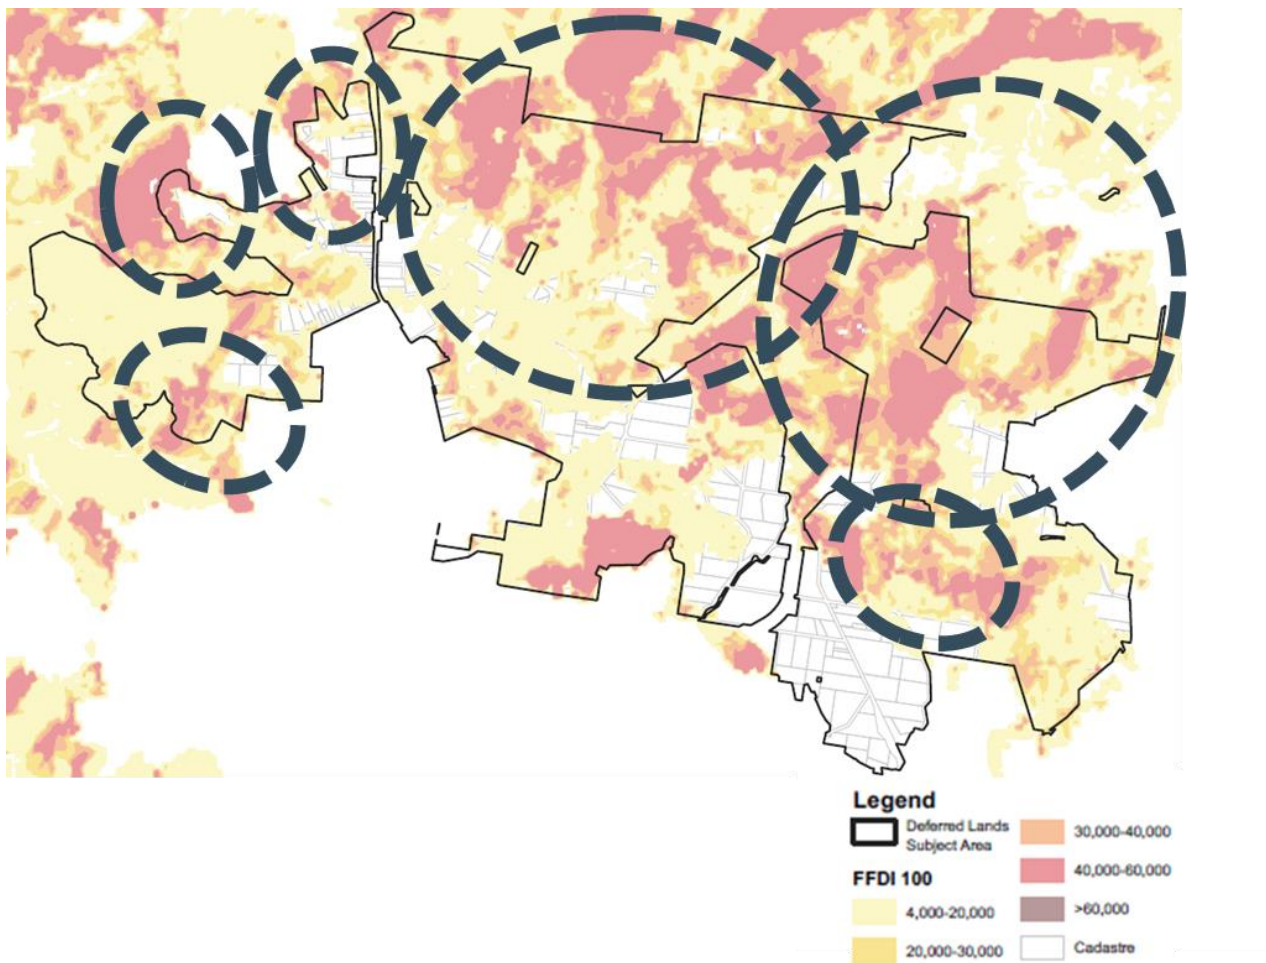 Legend
Deferred Lands
Subject Area
FFDI 100
4,000-20,000
20,000-30,000
30,000-40,000
40,000-60,000
>60,000
Cadastre